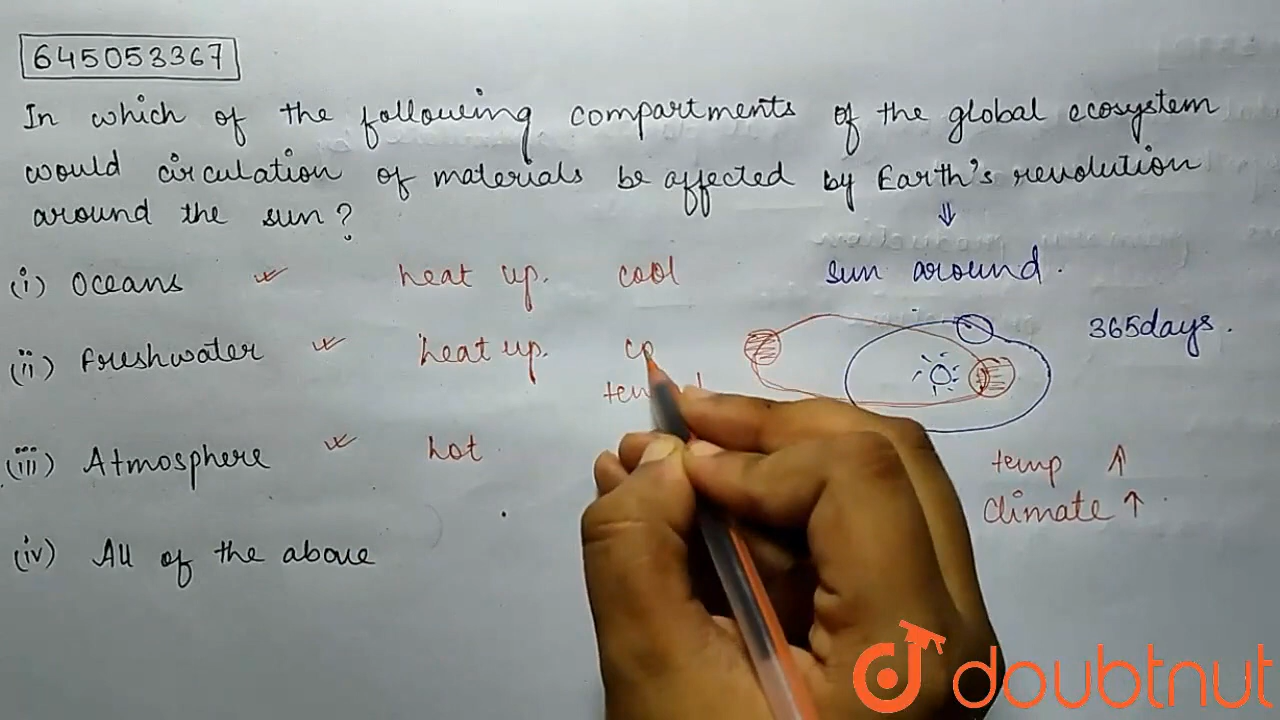 645053367
In which of the following compartments of the global ecosystem
would circulation of materials be affected by Earth's revolution
around the sun?
(i) Oceans heat up. cool sun around.
(ii) Freshwater heat up. 365days.
(iii) Atmosphere hot temp ↑
climate ↑
(iv) All of the above
doubtnut